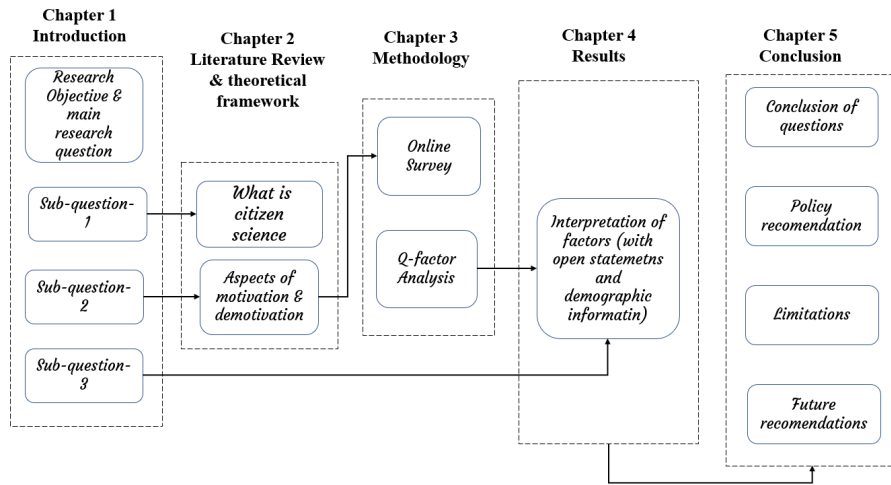 Chapter 1
Introduction
Research
Objective &
main
research
question
Sub-question-
1
Sub-question-
2
Sub-question-
3
Chapter 2
Literature Review
& theoretical
framework
What is
citizen
science
Aspects of
motivation &
demotivation
Chapter 3
Methodology
Online
Survey
Q-factor
Analysis
Chapter 4
Results
Interpretation of
factors (with
open statemetns
and
demographic
informatin)
Chapter 5
Conclusion
Conclusion of
questions
Policy
recomendation
Limitations
Future
recomendations